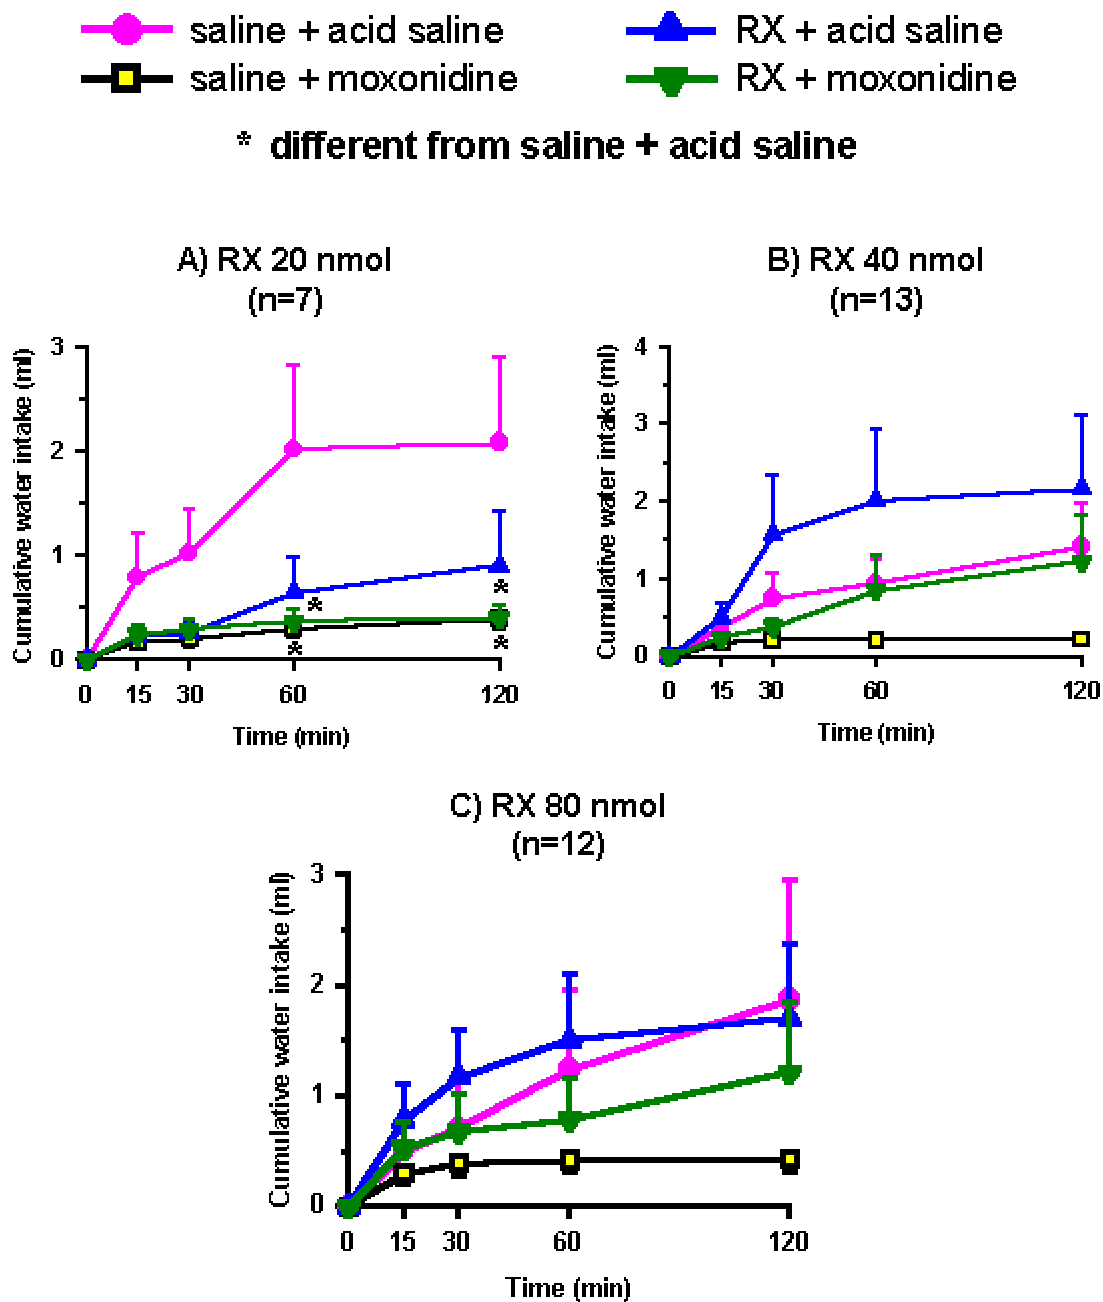 saline + acid saline
RX + acid saline
saline + moxonidine
RX + moxonidine
* different from saline + acid saline
A) RX 20 nmol
(n=7)
Cumulative water intake (ml)
3
2
1
0
*
*
*
*
0 15 30 60 120
Time (min)
B) RX 40 nmol
(n=13)
Cumulative water intake (ml)
4
3
2
1
0
0 15 30 60 120
Time (min)
C) RX 80 nmol
(n=12)
Cumulative water intake (ml)
3
2
1
0
0 15 30 60 120
Time (min)